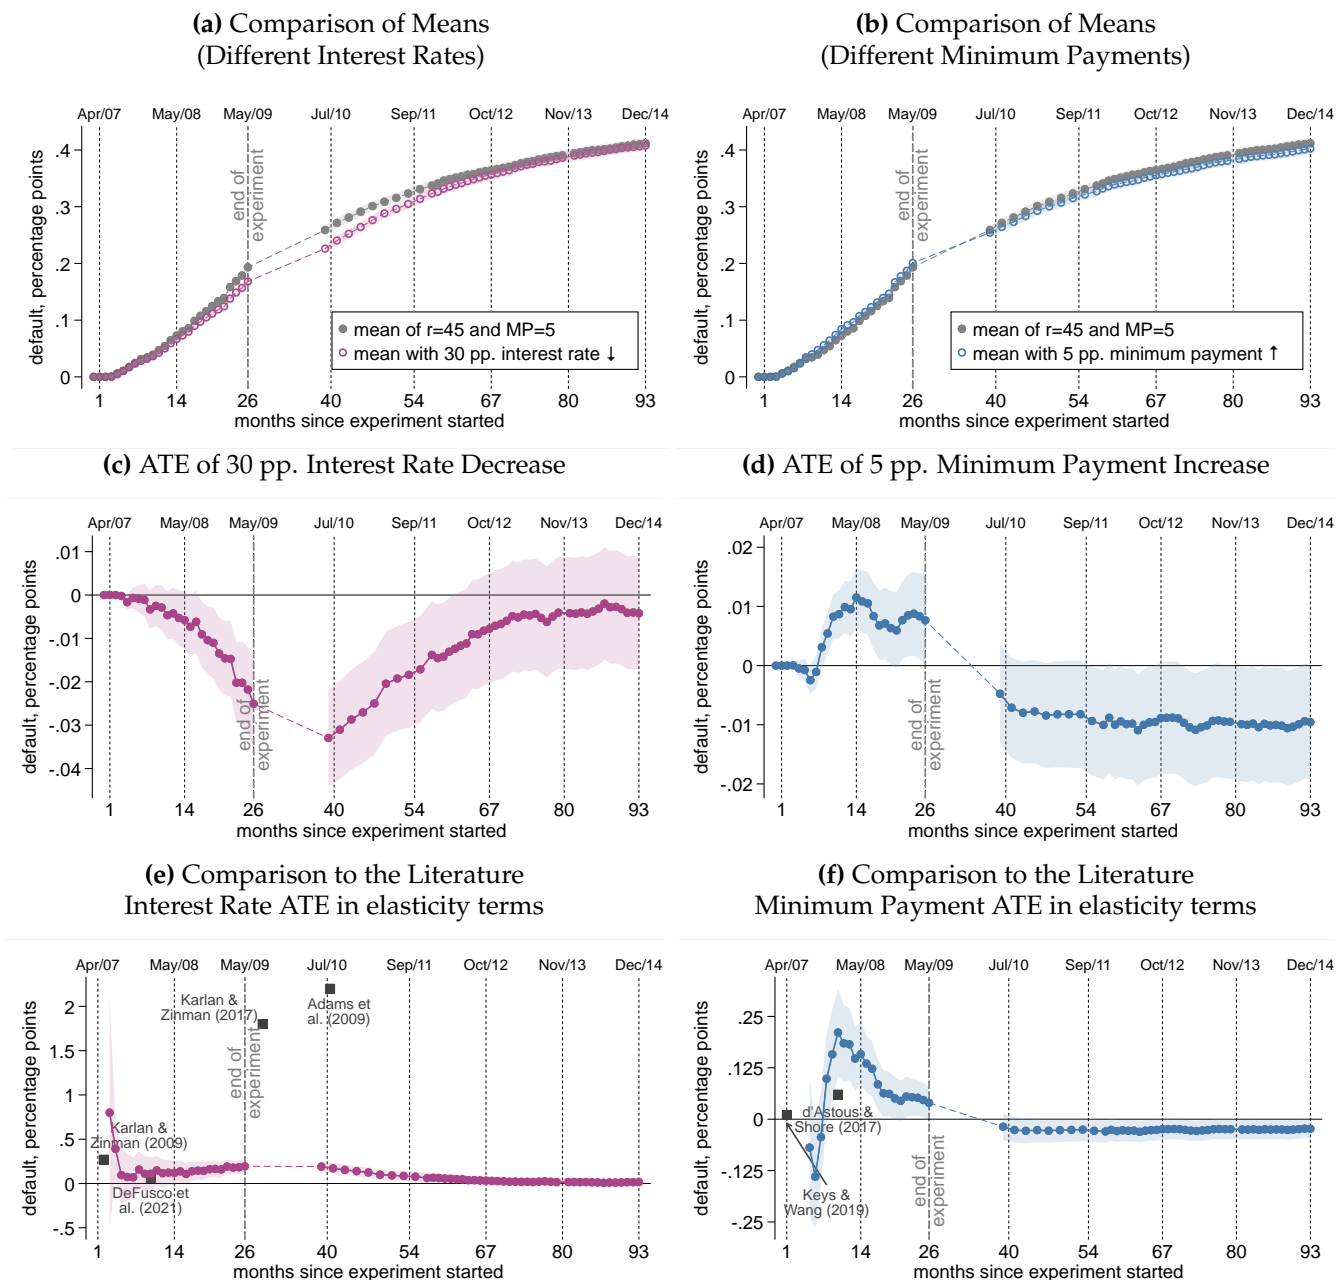 (a) Comparison of Means
(Different Interest Rates)
Apr/07 May/08 May/09 Jul/10 Sep/11 Oct/12 Nov/13 Dec/14
default, percentage points
.4
.3
.2
.1
0
end of
experiment
mean of r=45 and MP=5
mean with 30 pp. interest rate ↓
1 14 26 40 54 67 80 93
months since experiment started
(b) Comparison of Means
(Different Minimum Payments)
Apr/07 May/08 May/09 Jul/10 Sep/11 Oct/12 Nov/13 Dec/14
default, percentage points
.4
.3
.2
.1
0
end of
experiment
mean of r=45 and MP=5
mean with 5 pp. minimum payment ↑
1 14 26 40 54 67 80 93
months since experiment started
(c) ATE of 30 pp. Interest Rate Decrease
Apr/07 May/08 May/09 Jul/10 Sep/11 Oct/12 Nov/13 Dec/14
default, percentage points
.01
0
-.01
-.02
-.03
-.04
end of
experiment
1 14 26 40 54 67 80 93
months since experiment started
(d) ATE of 5 pp. Minimum Payment Increase
Apr/07 May/08 May/09 Jul/10 Sep/11 Oct/12 Nov/13 Dec/14
default, percentage points
.02
.01
0
-.01
-.02
end of
experiment
1 14 26 40 54 67 80 93
months since experiment started
(e) Comparison to the Literature
Interest Rate ATE in elasticity terms
Apr/07 May/08 May/09 Jul/10 Sep/11 Oct/12 Nov/13 Dec/14
default, percentage points
2
1.5
1
.5
0
-.5
Karlan &
Zinman (2017)
Adams et
al. (2009)
end of
experiment
Karlan &
Zinman (2009)
DeFusco et
al. (2021)
1 14 26 40 54 67 80 93
months since experiment started
(f) Comparison to the Literature
Minimum Payment ATE in elasticity terms
Apr/07 May/08 May/09 Jul/10 Sep/11 Oct/12 Nov/13 Dec/14
default, percentage points
.25
.125
0
-.125
-.25
d'Astous &
Shore (2017)
Keys &
Wang (2019)
end of
experiment
1 14 26 40 54 67 80 93
months since experiment started